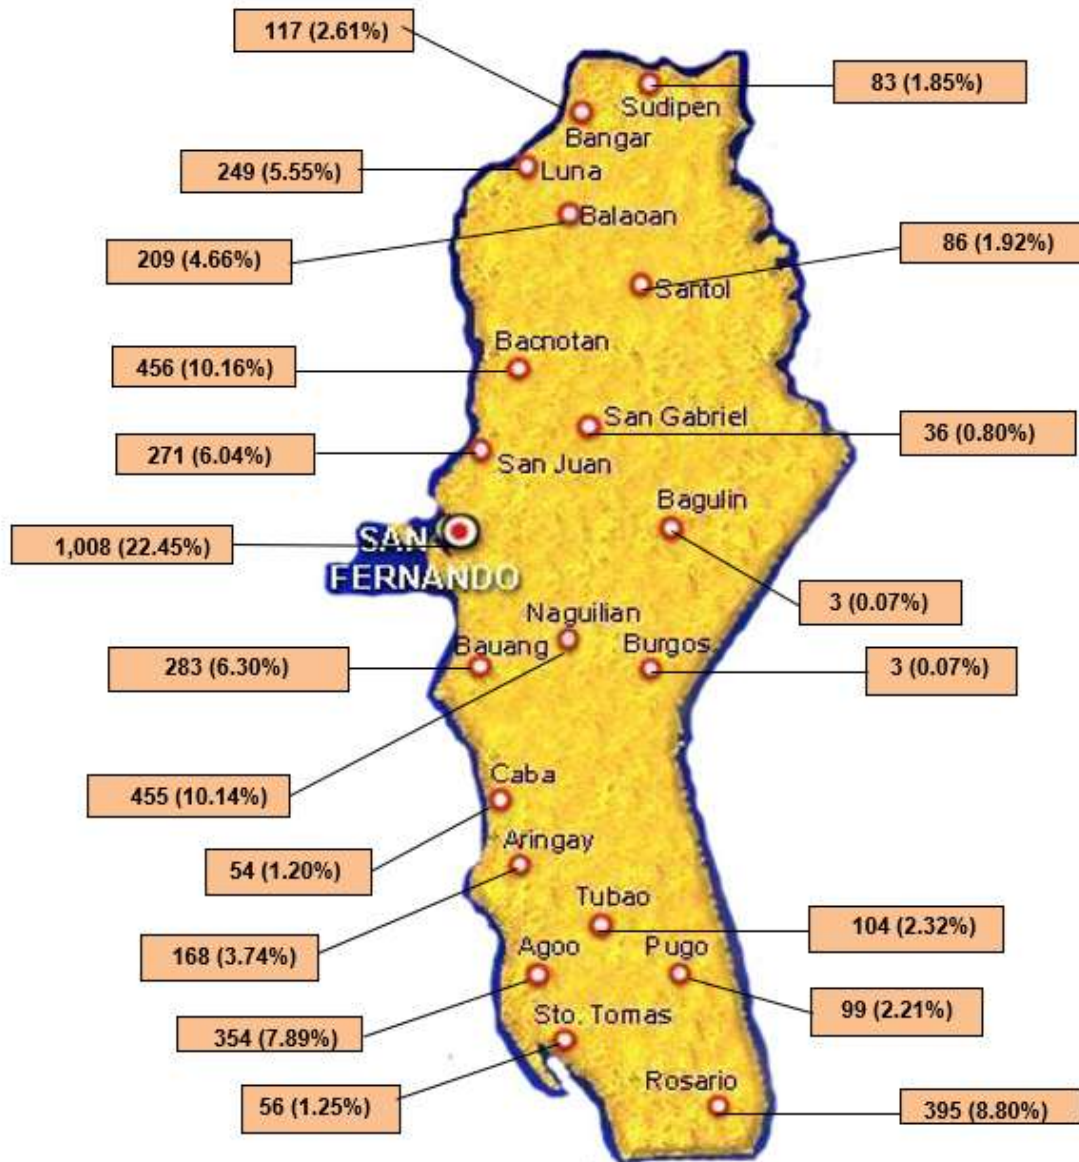 117 (2.61%)
83 (1.85%)
Sudipen
Bangar
249 (5.55%)
Luna
Balaoan
209 (4.66%)
86 (1.92%)
Santol
Bacnotan
456 (10.16%)
San Gabriel
36 (0.80%)
271 (6.04%)
San Juan
Bagulin
1,008 (22.45%)
SAN
FERNANDO
3 (0.07%)
Naguilian
Bauang
Burgos
283 (6.30%)
3 (0.07%)
Caba
455 (10.14%)
Aringay
54 (1.20%)
Tubao
104 (2.32%)
168 (3.74%)
Agoo
Pugo
99 (2.21%)
Sto. Tomas
354 (7.89%)
Rosario
56 (1.25%)
395 (8.80%)